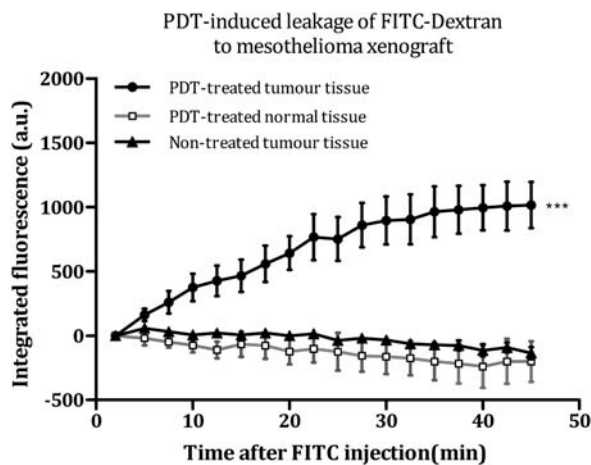 PDT-induced leakage of FITC-Dextran
to mesothelioma xenograft
2000
1500
1000
500
0
-500
Integrated fluorescence (a.u.)
PDT-treated tumour tissue
PDT-treated normal tissue
Non-treated tumour tissue
***
0 10 20 30 40 50
Time after FITC injection(min)